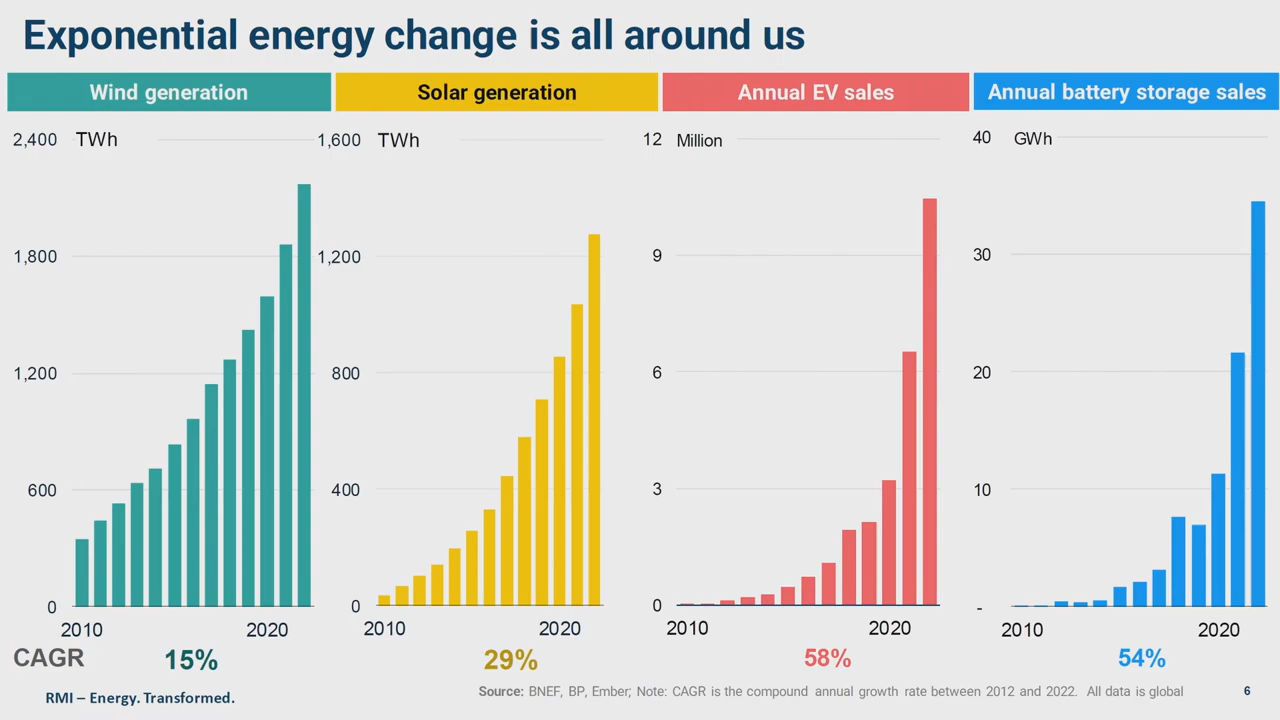 Exponential energy change is all around us
Wind generation
Solar generation
Annual EV sales
Annual battery storage sales
2,400 TWh
1,800
1,200
600
0
2010 2020
1,600 TWh
1,200
800
400
0
2010 2020
12 Million
9
6
3
0
2010 2020
40 GWh
30
20
10
-
2010 2020
CAGR 15% 29% 58% 54%
Source: BNEF, BP, Ember; Note: CAGR is the compound annual growth rate between 2012 and 2022. All data is global
RMI – Energy. Transformed.
6